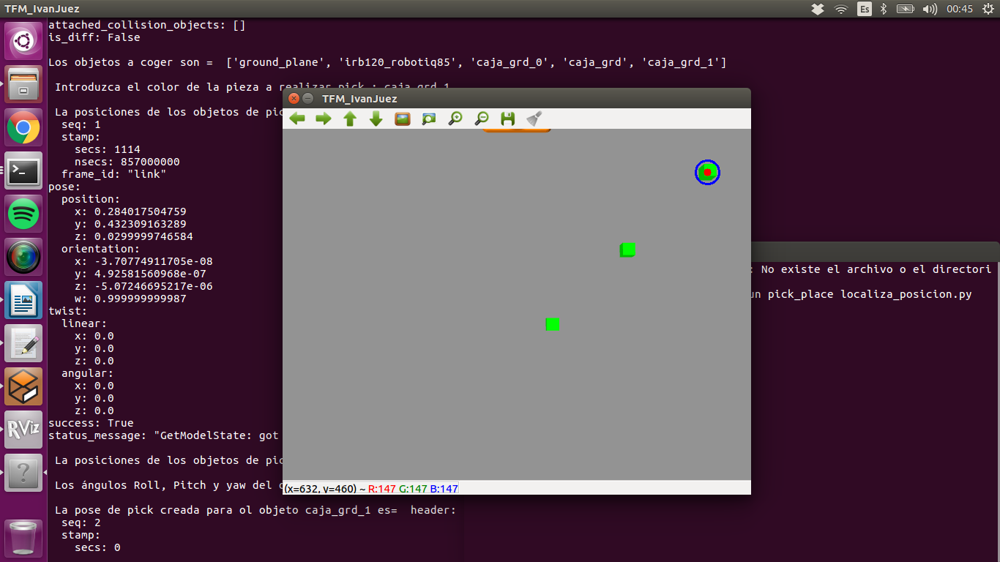 TFM_IvanJuez
Es
00:45
attached_collision_objects: []
is_diff: False
Los objetos a coger son =  ['ground_plane', 'irb120_robotiq85', 'caja_grd_0', 'caja_grd', 'caja_grd_1']
Introduzca el color de la pieza a realizar pick : caja_grd_1
La posiciones de los objetos de pic
seq: 1
stamp:
secs: 1114
nsecs: 857000000
frame_id: "link"
pose:
position:
x: 0.284017504759
y: 0.432309163289
z: 0.0299999746584
orientation:
x: -3.70774911705e-08
y: 4.92581560968e-07
z: -5.07246695217e-06
w: 0.999999999987
twist:
linear:
x: 0.0
y: 0.0
z: 0.0
angular:
x: 0.0
y: 0.0
z: 0.0
success: True
status_message: "GetModelState: got
La posiciones de los objetos de pic
Los ángulos Roll, Pitch y yaw del
La pose de pick creada para ol objeto caja_grd_1 es=  header:
seq: 2
stamp:
secs: 0
TFM_IvanJuez
(x=632, y=460) ~ R:147 G:147 B:147
: No existe el archivo o el directori
un pick_place localiza_posicion.py
RViz